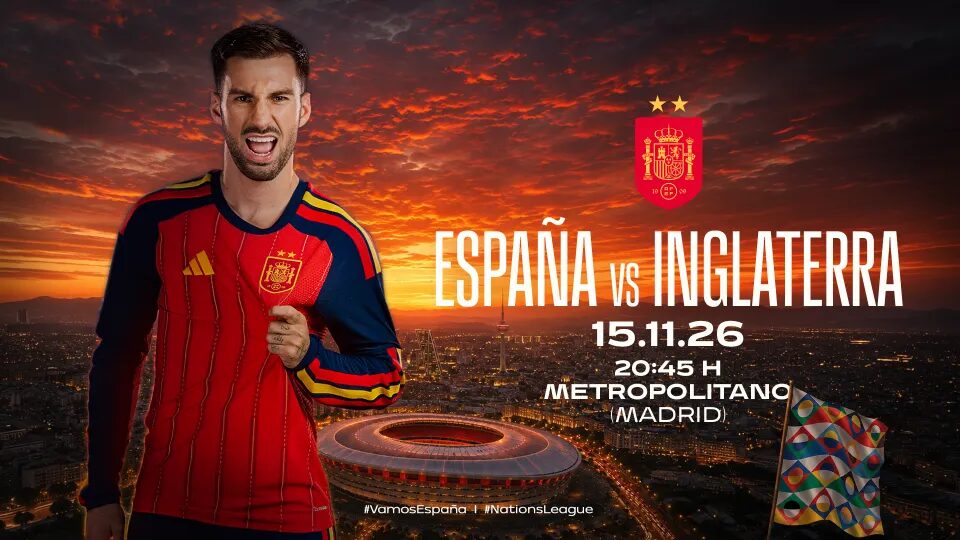 ESPAÑA VS INGLATERRA
15.11.26
20:45 H
METROPOLITANO
(MADRID)
#VamosEspaña | #NationsLeague